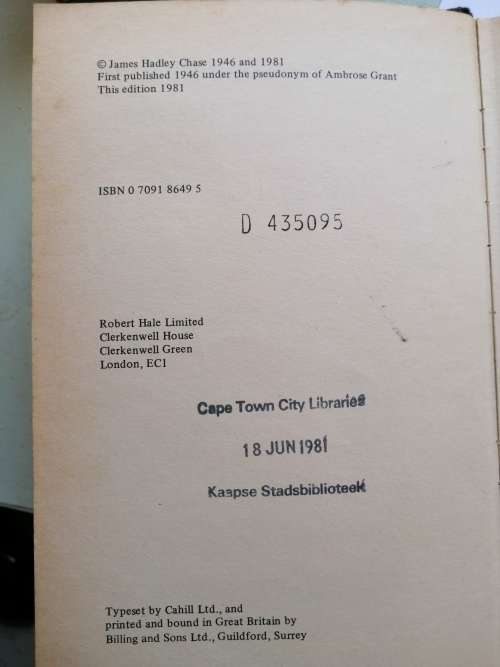 © James Hadley Chase 1946 and 1981
First published 1946 under the pseudonym of Ambrose Grant
This edition 1981
ISBN 0 7091 8649 5
D 435095
Robert Hale Limited
Clerkenwell House
Clerkenwell Green
London, EC1
Cape Town City Libraries
18 JUN 1981
Kaapse Stadsbiblioteek
Typeset by Cahill Ltd., and
printed and bound in Great Britain by
Billing and Sons Ltd., Guildford, Surrey